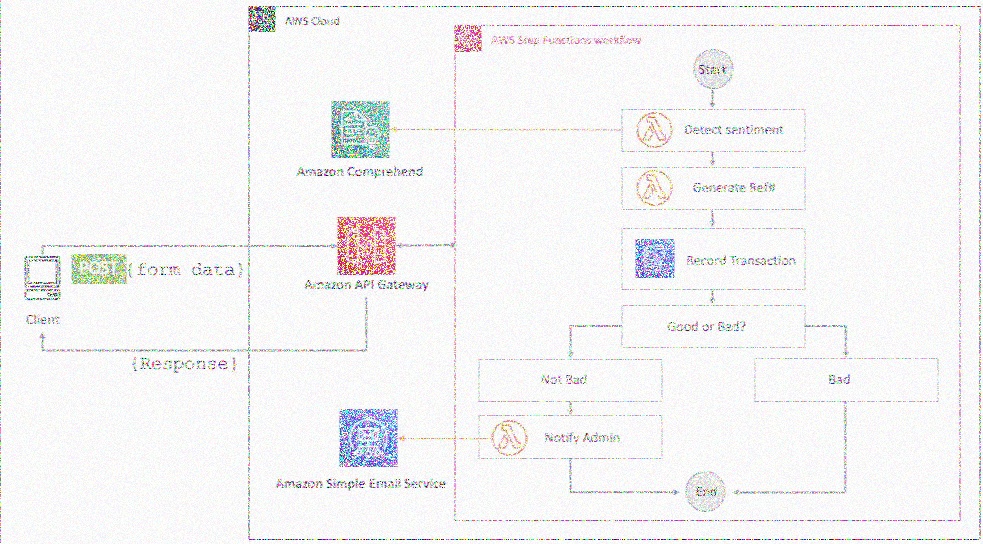 AWS Cloud
AWS Step Functions workflow
Start
Detect sentiment
Amazon Comprehend
Generate Ref#
POST {form data}
Record Transaction
Amazon API Gateway
Client
Good or Bad?
{Response}
Not Bad
Bad
Notify Admin
Amazon Simple Email Service
End